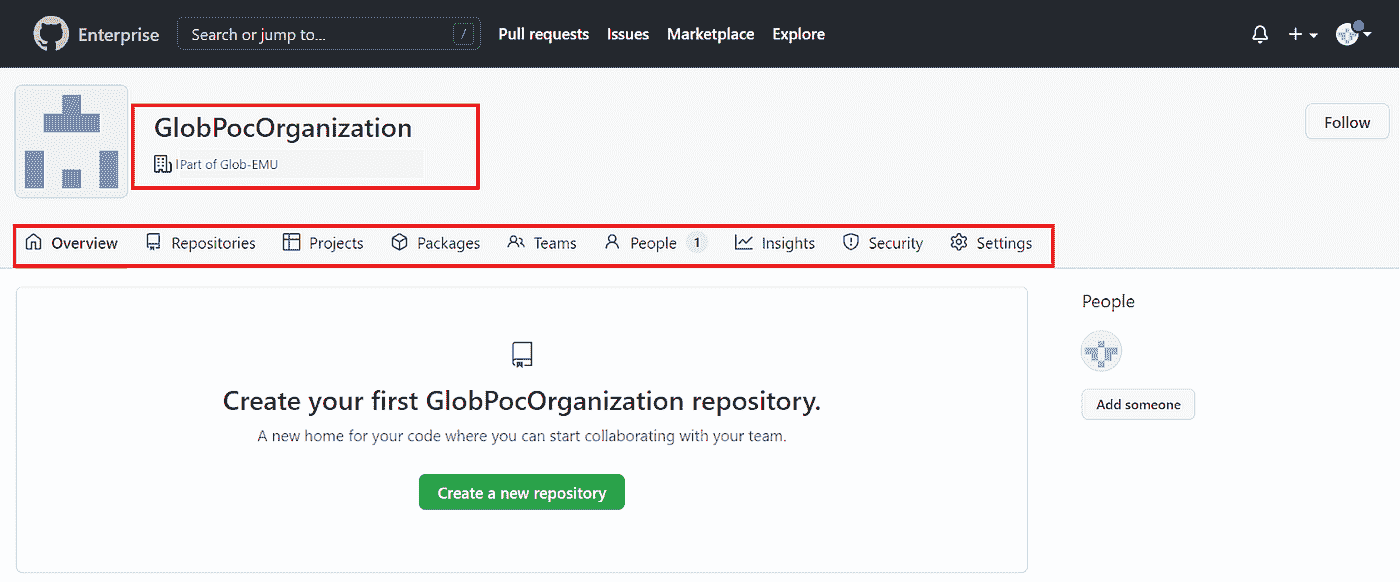 Enterprise Search or jump to... / Pull requests Issues Marketplace Explore
GlobPocOrganization
Part of Glob-EMU
Follow
Overview Repositories Projects Packages Teams People 1 Insights Security Settings
Create your first GlobPocOrganization repository.
A new home for your code where you can start collaborating with your team.
Create a new repository
People
Add someone